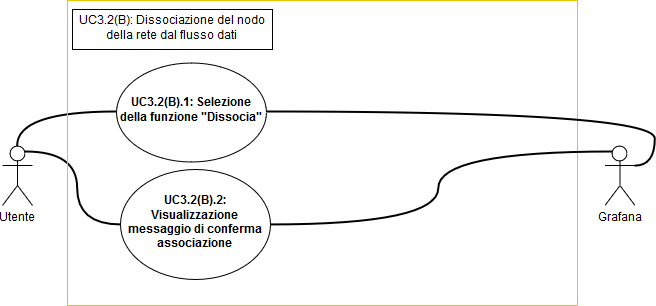 UC3.2(B): Dissociazione del nodo
della rete dal flusso dati
UC3.2(B).1: Selezione
della funzione "Dissocia"
UC3.2(B).2:
Visualizzazione
messaggio di conferma
associazione
Utente
Grafana